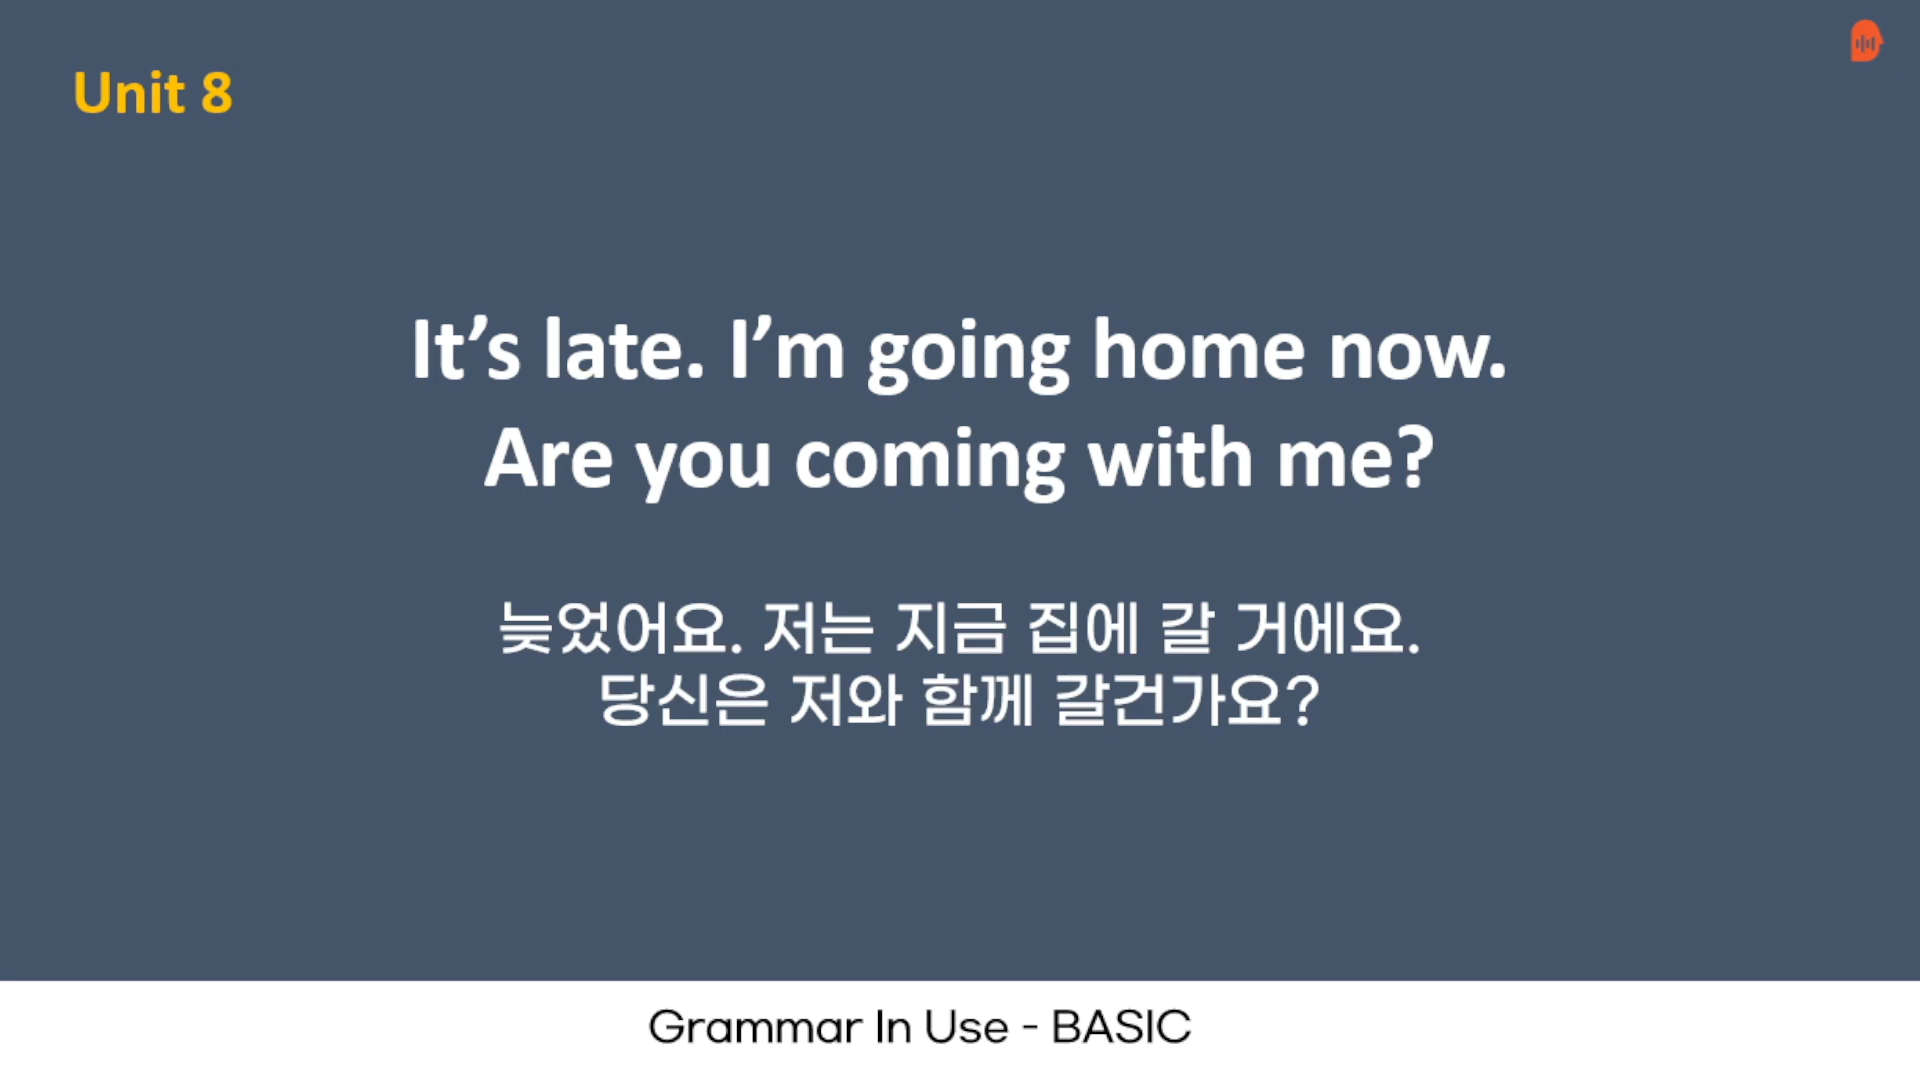 Unit 8
It’s late. I’m going home now.
Are you coming with me?
늦었어요. 저는 지금 집에 갈 거에요.
당신은 저와 함께 갈건가요?
Grammar In Use - BASIC